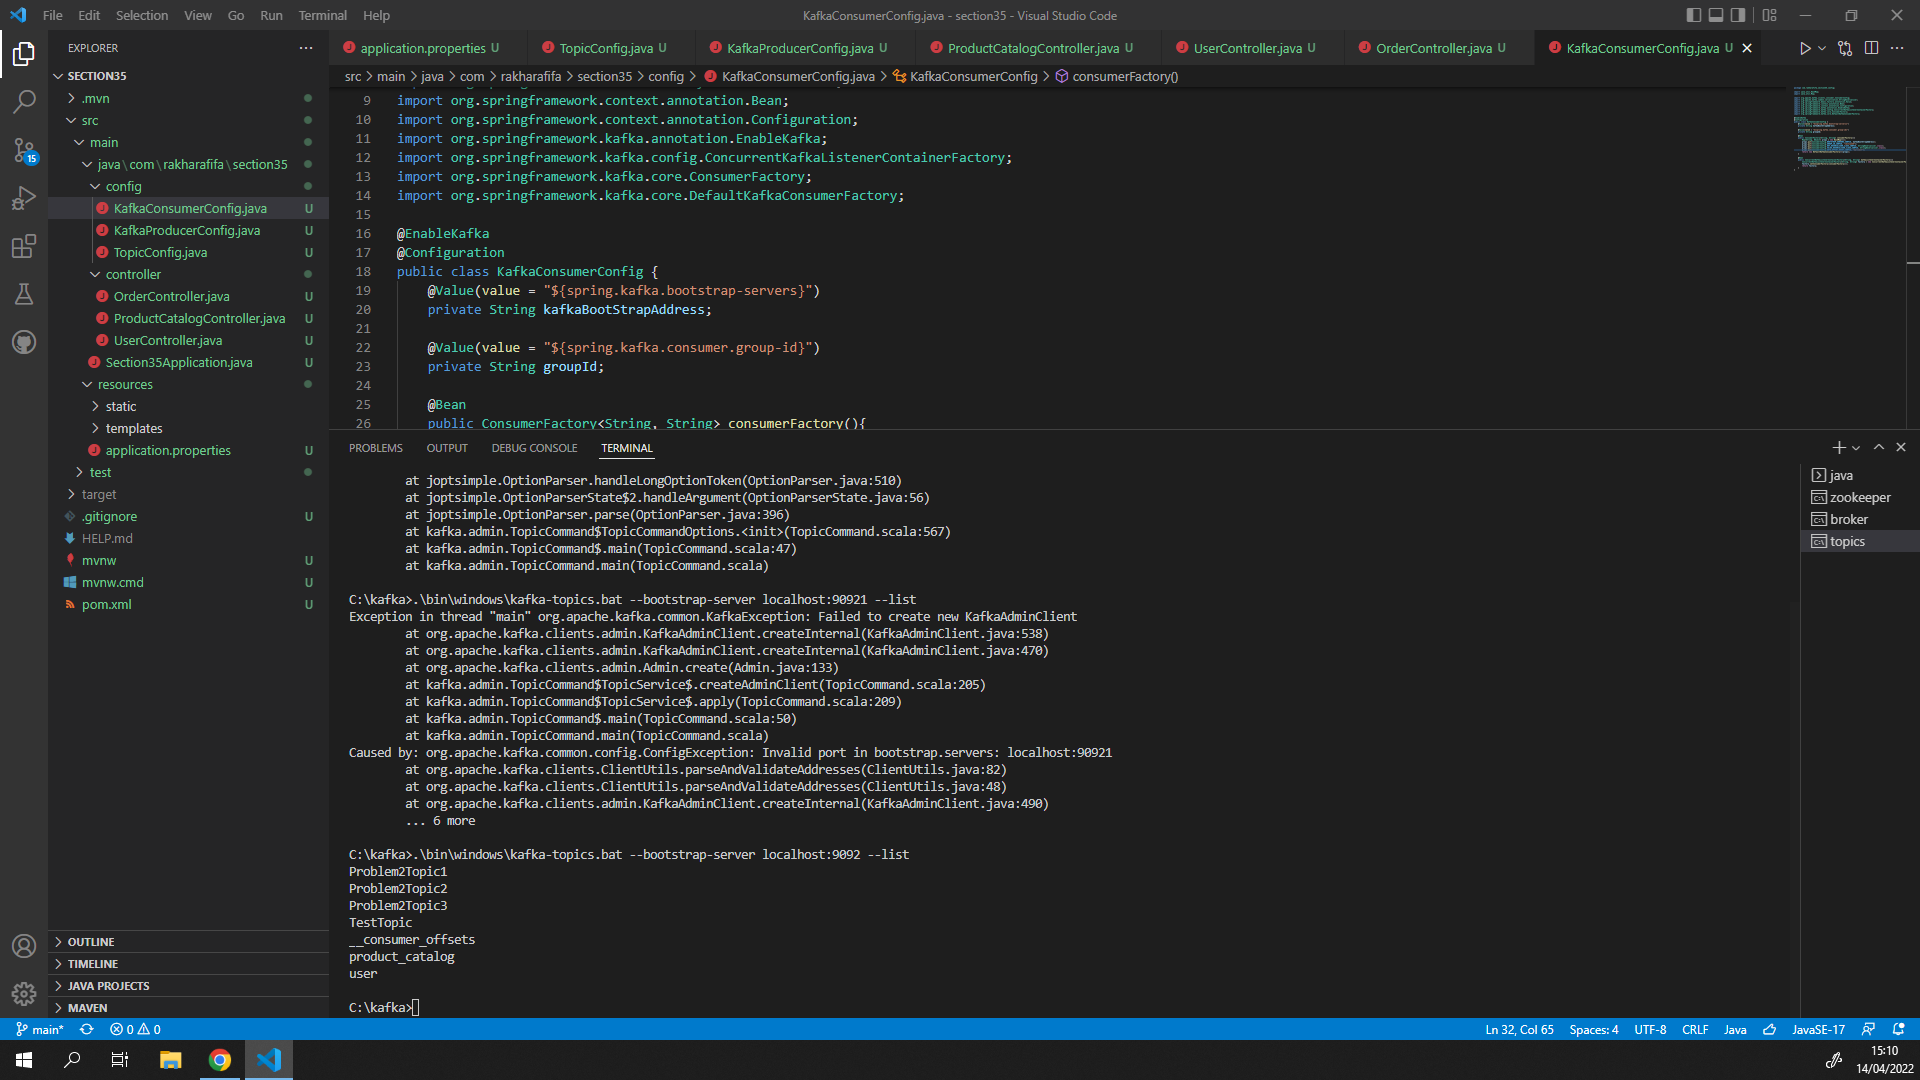 File Edit Selection View Go Run Terminal Help
KafkaConsumerConfig.java - section35 - Visual Studio Code
EXPLORER
SECTION35
.mvn
src
main
java\com\rakharafifa\section35
config
KafkaConsumerConfig.java U
KafkaProducerConfig.java U
TopicConfig.java U
controller
OrderController.java U
ProductCatalogController.java U
UserController.java U
Section35Application.java U
resources
static
templates
application.properties U
test
target
.gitignore U
HELP.md
mvnw U
mvnw.cmd U
pom.xml U
OUTLINE
TIMELINE
JAVA PROJECTS
MAVEN
15
application.properties U TopicConfig.java U KafkaProducerConfig.java U ProductCatalogController.java U UserController.java U OrderController.java U KafkaConsumerConfig.java U
src > main > java > com > rakharafifa > section35 > config > KafkaConsumerConfig.java > KafkaConsumerConfig > consumerFactory()
9 import org.springframework.context.annotation.Bean;
10 import org.springframework.context.annotation.Configuration;
11 import org.springframework.kafka.annotation.EnableKafka;
12 import org.springframework.kafka.config.ConcurrentKafkaListenerContainerFactory;
13 import org.springframework.kafka.core.ConsumerFactory;
14 import org.springframework.kafka.core.DefaultKafkaConsumerFactory;
15
16 @EnableKafka
17 @Configuration
18 public class KafkaConsumerConfig {
19 @Value(value = "${spring.kafka.bootstrap-servers}")
20 private String kafkaBootStrapAddress;
21
22 @Value(value = "${spring.kafka.consumer.group-id}")
23 private String groupId;
24
25 @Bean
26 public ConsumerFactory<String, String> consumerFactory(){
PROBLEMS OUTPUT DEBUG CONSOLE TERMINAL
at joptsimple.OptionParser.handleLongOptionToken(OptionParser.java:510)
at joptsimple.OptionParserState$2.handleArgument(OptionParserState.java:56)
at joptsimple.OptionParser.parse(OptionParser.java:396)
at kafka.admin.TopicCommand$TopicCommandOptions.<init>(TopicCommand.scala:567)
at kafka.admin.TopicCommand$.main(TopicCommand.scala:47)
at kafka.admin.TopicCommand.main(TopicCommand.scala)
C:\kafka>.\bin\windows\kafka-topics.bat --bootstrap-server localhost:90921 --list
Exception in thread "main" org.apache.kafka.common.KafkaException: Failed to create new KafkaAdminClient
at org.apache.kafka.clients.admin.KafkaAdminClient.createInternal(KafkaAdminClient.java:538)
at org.apache.kafka.clients.admin.KafkaAdminClient.createInternal(KafkaAdminClient.java:470)
at org.apache.kafka.clients.admin.Admin.create(Admin.java:133)
at kafka.admin.TopicCommand$TopicService$.createAdminClient(TopicCommand.scala:205)
at kafka.admin.TopicCommand$TopicService$.apply(TopicCommand.scala:209)
at kafka.admin.TopicCommand$.main(TopicCommand.scala:50)
at kafka.admin.TopicCommand.main(TopicCommand.scala)
Caused by: org.apache.kafka.common.config.ConfigException: Invalid port in bootstrap.servers: localhost:90921
at org.apache.kafka.clients.ClientUtils.parseAndValidateAddresses(ClientUtils.java:82)
at org.apache.kafka.clients.ClientUtils.parseAndValidateAddresses(ClientUtils.java:48)
at org.apache.kafka.clients.admin.KafkaAdminClient.createInternal(KafkaAdminClient.java:490)
... 6 more
C:\kafka>.\bin\windows\kafka-topics.bat --bootstrap-server localhost:9092 --list
Problem2Topic1
Problem2Topic2
Problem2Topic3
TestTopic
__consumer_offsets
product_catalog
user
C:\kafka>
java
zookeeper
broker
topics
main* 0 0
Ln 32, Col 65 Spaces: 4 UTF-8 CRLF Java JavaSE-17
15:10
14/04/2022